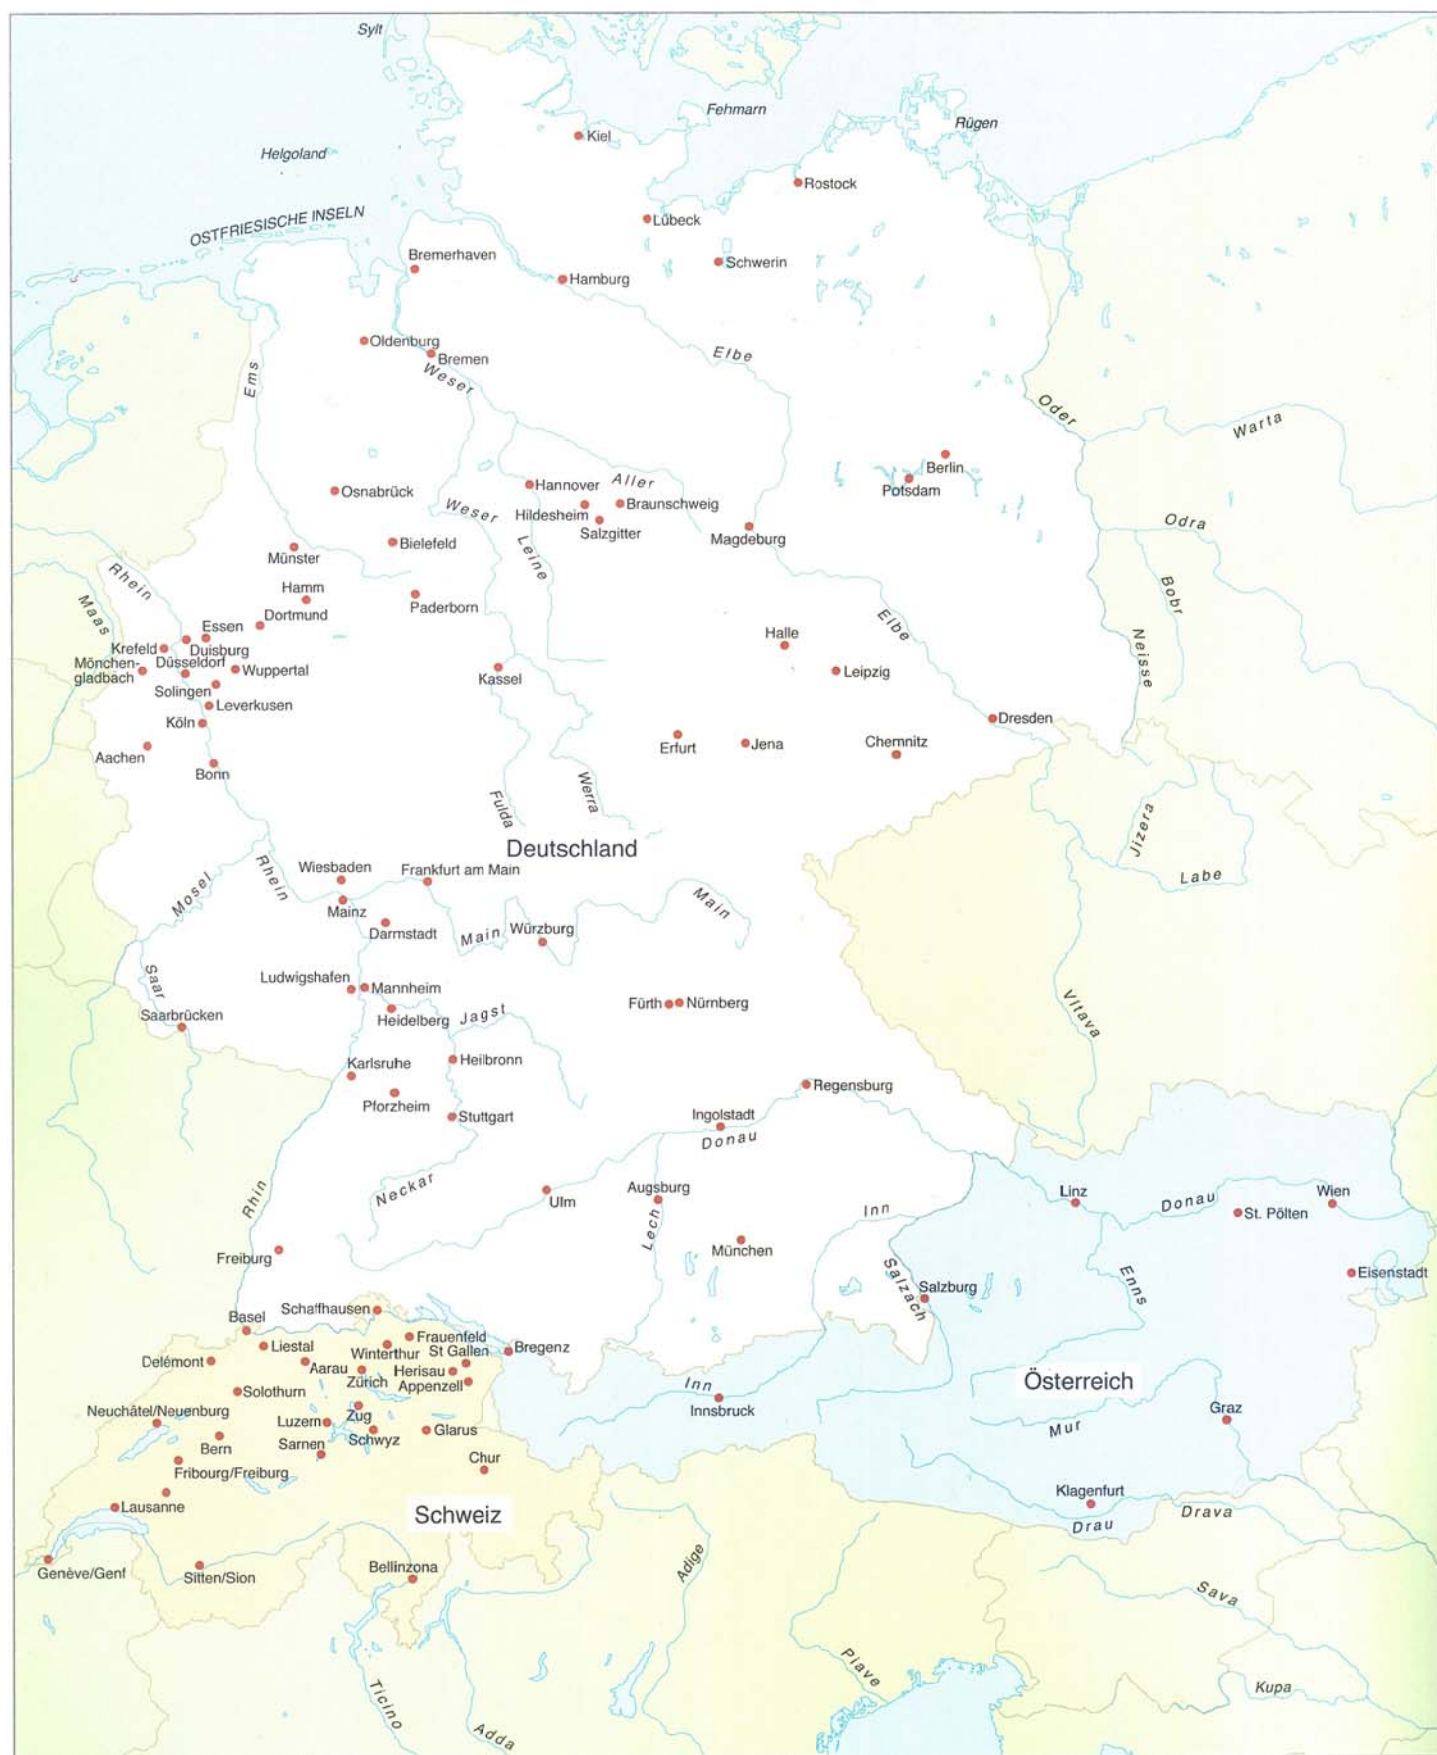 Sylt
Fehmarn
Rügen
Kiel
Helgoland
Rostock
OSTFRIESISCHE INSELN
Lübeck
Bremerhaven
Schwerin
Hamburg
Oldenburg
Bremen
Elbe
Weser
Ems
Oder
Warta
Berlin
Potsdam
Aller
Hannover
Osnabrück
Braunschweig
Weser
Hildesheim
Salzgitter
Odra
Magdeburg
Bielefeld
Münster
Leine
Rhein
Hamm
Bobr
Paderborn
Maas
Dortmund
Essen
Elbe
Halle
Krefeld
Duisburg
Neisse
Mönchen-
gladbach
Düsseldorf
Wuppertal
Kassel
Leipzig
Solingen
Leverkusen
Köln
Dresden
Aachen
Erfurt
Jena
Chemnitz
Bonn
Fulda
Werra
Jizera
Deutschland
Wiesbaden
Frankfurt am Main
Rhein
Mosel
Labe
Main
Mainz
Darmstadt
Main
Würzburg
Saar
Ludwigshafen
Mannheim
Fürth
Nürnberg
Saarbrücken
Heidelberg
Jagst
Vltava
Karlsruhe
Heilbronn
Regensburg
Pforzheim
Stuttgart
Ingolstadt
Donau
Neckar
Rhin
Ulm
Augsburg
Linz
Donau
Wien
Inn
St. Pölten
Lech
München
Freiburg
Salzach
Salzburg
Enns
Eisenstadt
Schaffhausen
Basel
Frauenfeld
Liestal
Winterthur
St Gallen
Bregenz
Delémont
Aarau
Zürich
Herisau
Appenzell
Inn
Österreich
Solothurn
Innsbruck
Neuchâtel/Neuenburg
Luzern
Zug
Graz
Bern
Sarnen
Schwyz
Glarus
Mur
Fribourg/Freiburg
Chur
Klagenfurt
Lausanne
Schweiz
Drau
Drava
Genève/Genf
Sitten/Sion
Bellinzona
Adige
Sava
Piave
Kupa
Ticino
Adda